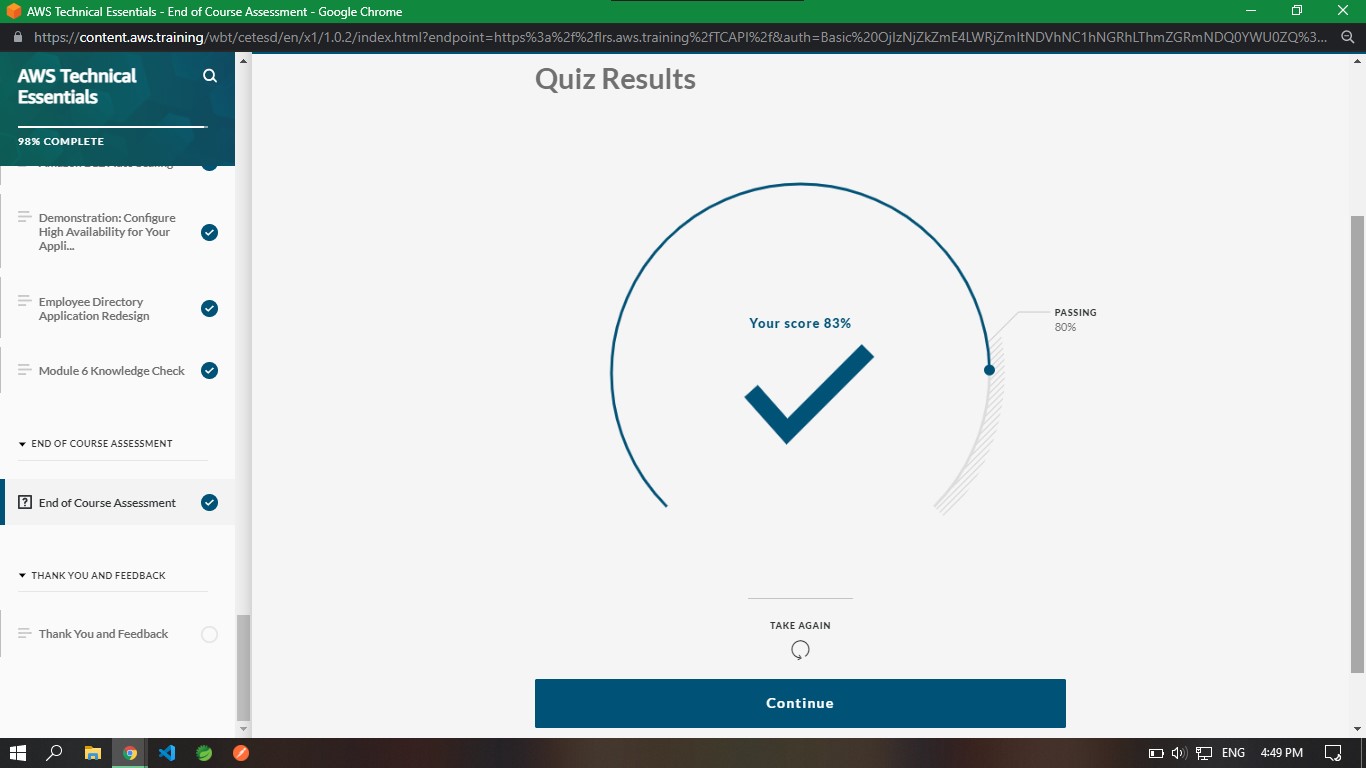 AWS Technical Essentials - End of Course Assessment - Google Chrome
https://content.aws.training/wbt/cetesd/en/x1/1.0.2/index.html?endpoint=https%3a%2f%2flrs.aws.training%2fTCAPI%2f&auth=Basic%20OjIzNjZkZmE4LWRjZmItNDVhNC1hNGRhLThmZGRmNDQ0YWU0ZQ%3...
AWS Technical
Essentials
98% COMPLETE
Demonstration: Configure
High Availability for Your
Appli...
Employee Directory
Application Redesign
Module 6 Knowledge Check
END OF COURSE ASSESSMENT
End of Course Assessment
THANK YOU AND FEEDBACK
Thank You and Feedback
Quiz Results
Your score 83%
PASSING
80%
TAKE AGAIN
Continue
ENG
4:49 PM